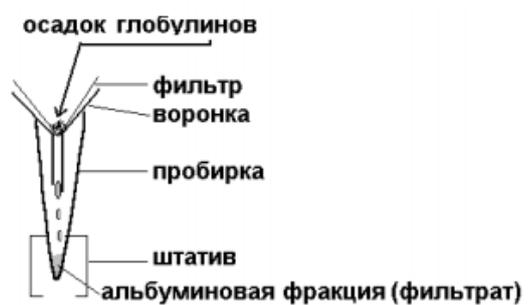 осадок глобулинов
фильтр
воронка
пробирка
штатив
альбуминовая фракция (фильтрат)